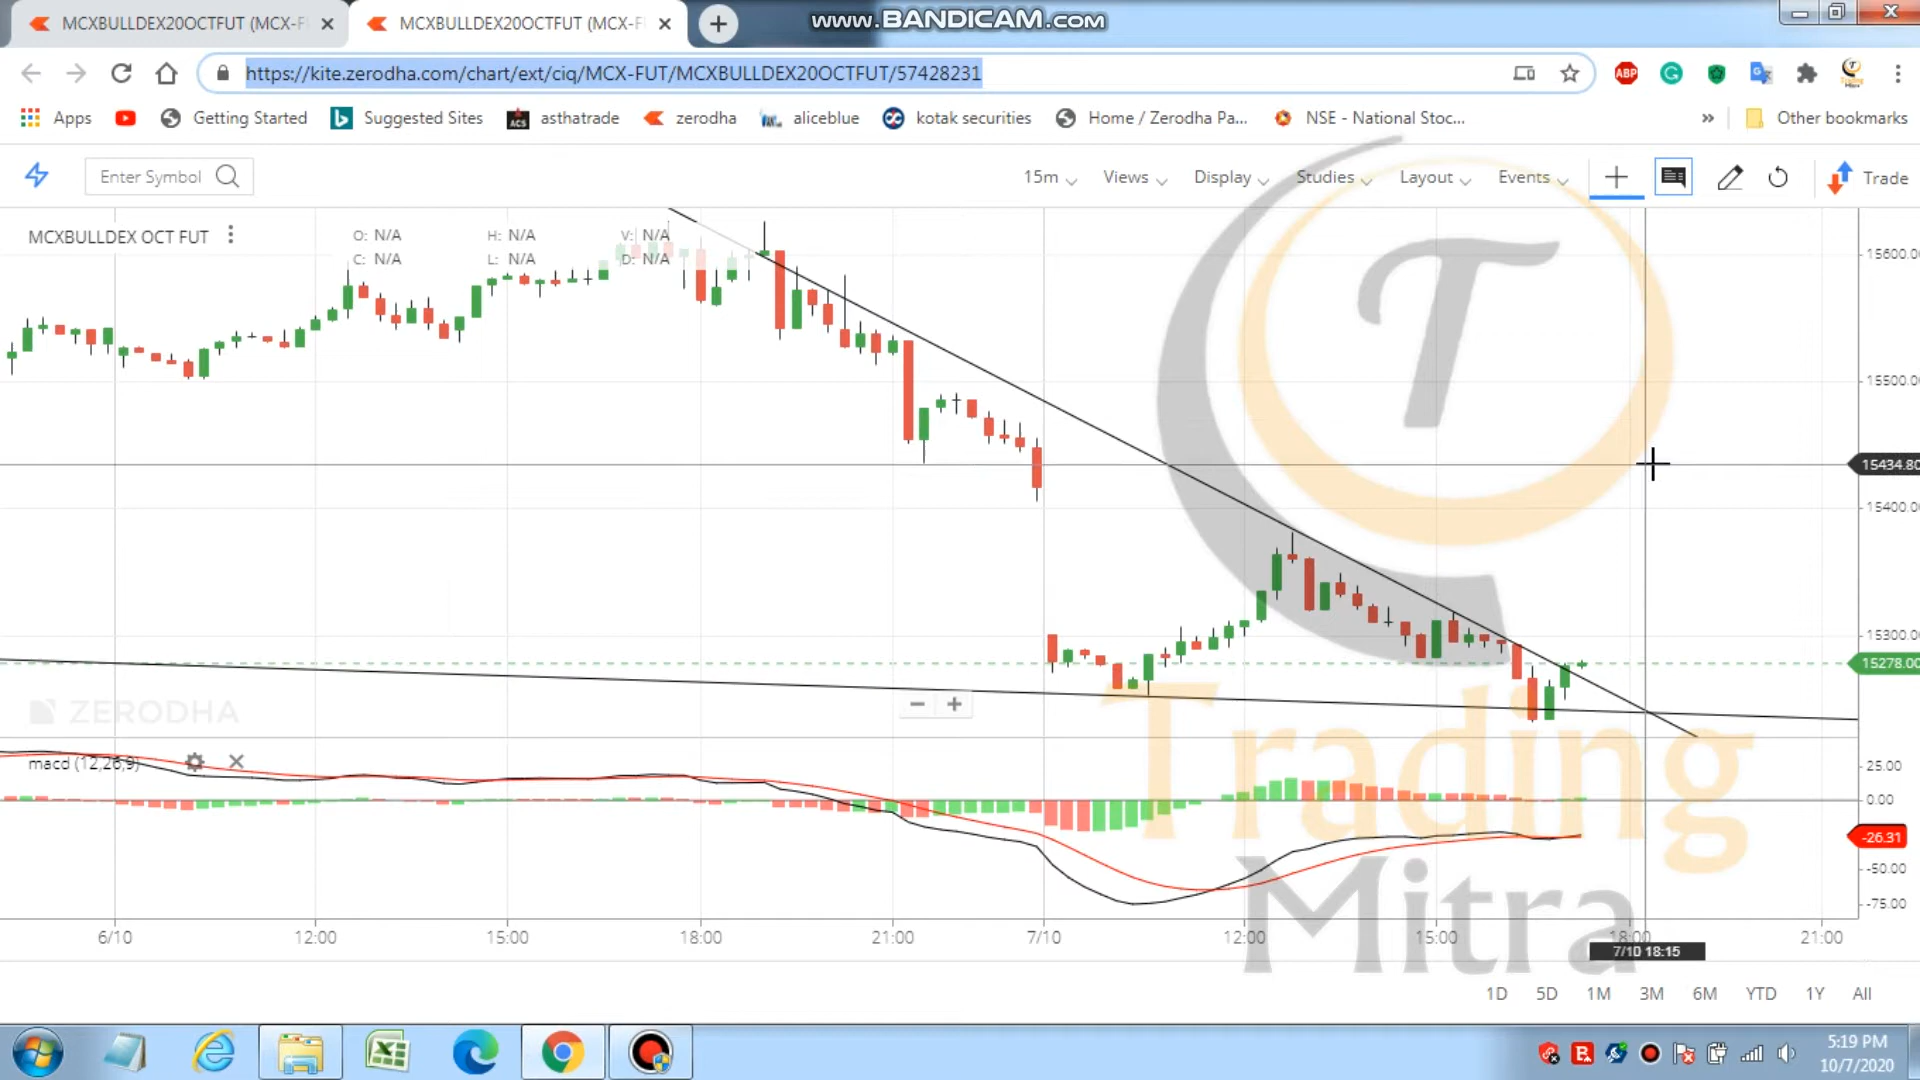 MCXBULLDEX20OCTFUT (MCX-F
MCXBULLDEX20OCTFUT (MCX-F
www.BANDICAM.com
https://kite.zerodha.com/chart/ext/ciq/MCX-FUT/MCXBULLDEX20OCTFUT/57428231
ABP
Apps
Getting Started
Suggested Sites
ACS
asthatrade
zerodha
aliceblue
kotak securities
Home / Zerodha Pa...
NSE - National Stoc...
»
Other bookmarks
Enter Symbol
15m
Views
Display
Studies
Layout
Events
Trade
MCXBULLDEX OCT FUT
O: N/A
H: N/A
V: N/A
C: N/A
L: N/A
D: N/A
15600.0
15500.0
15434.80
15400.0
15300.0
15278.00
T
ZERODHA
Trading
Mitra
macd (12,26,9)
25.00
0.00
-26.31
-50.00
-75.00
6/10
12:00
15:00
18:00
21:00
7/10
12:00
15:00
18:00
21:00
7/10 18:15
1D
5D
1M
3M
6M
YTD
1Y
All
5:19 PM
10/7/2020